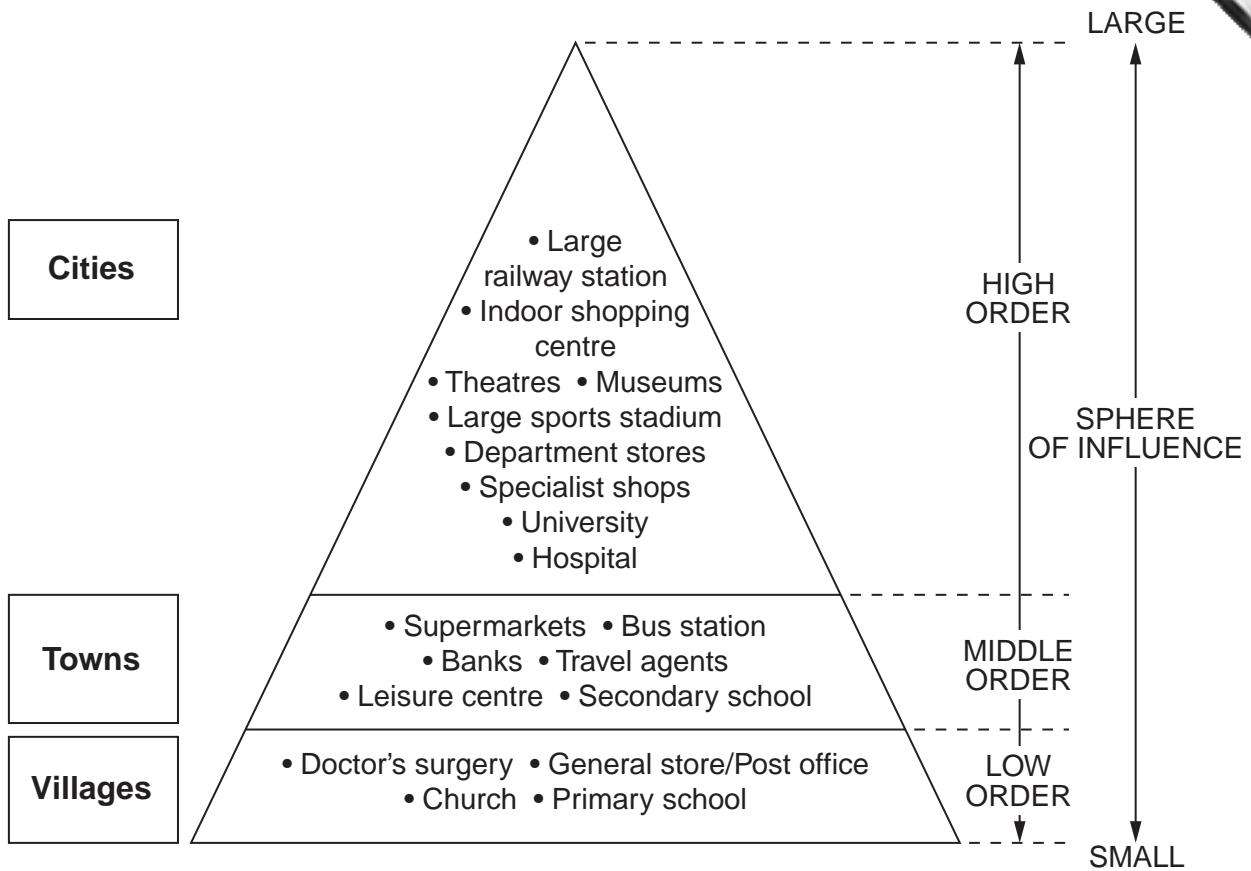 LARGE
Cities
• Large
railway station
• Indoor shopping
centre
• Theatres • Museums
• Large sports stadium
• Department stores
• Specialist shops
• University
• Hospital
HIGH
ORDER
SPHERE
OF INFLUENCE
Towns
• Supermarkets • Bus station
• Banks • Travel agents
• Leisure centre • Secondary school
MIDDLE
ORDER
Villages
• Doctor's surgery • General store/Post office
• Church • Primary school
LOW
ORDER
SMALL